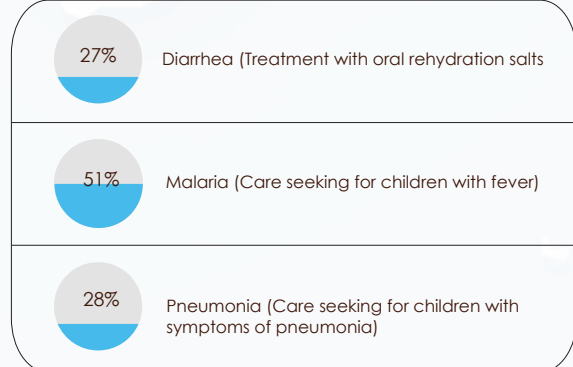 27%
Diarrhea (Treatment with oral rehydration salts
51%
Malaria (Care seeking for children with fever)
28%
Pneumonia (Care seeking for children with
symptoms of pneumonia)